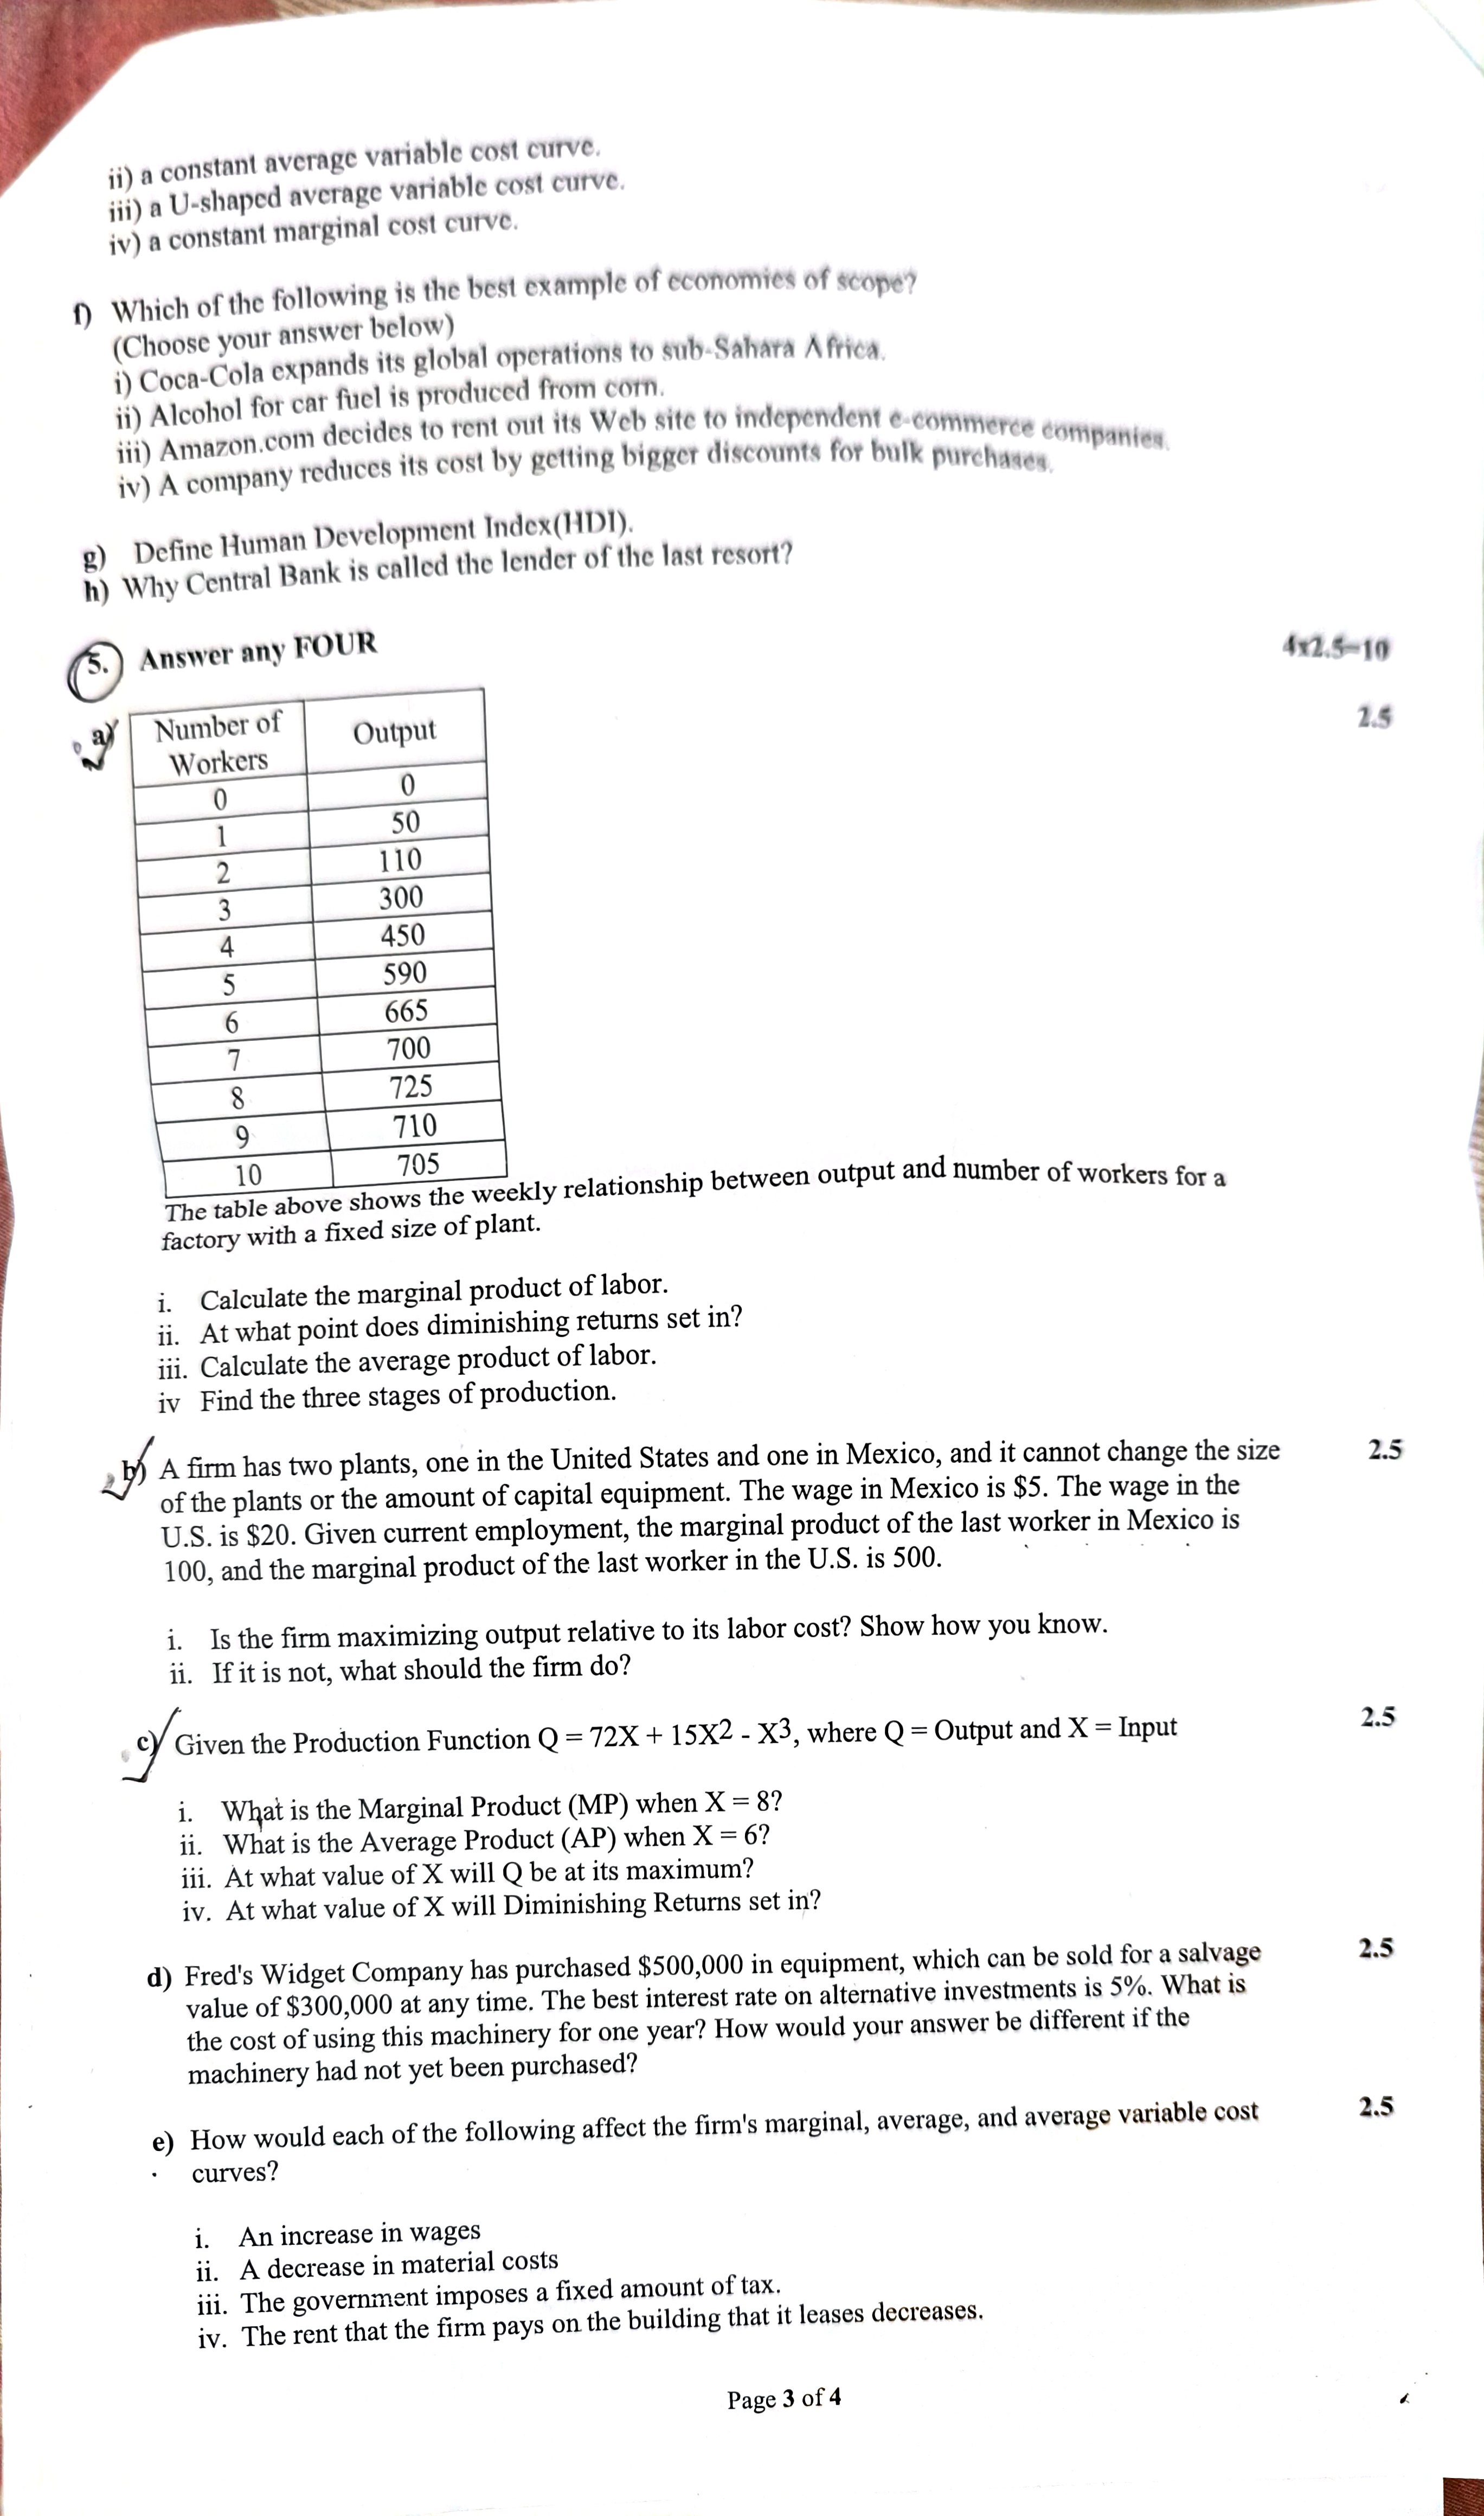 ii) a constant average variable cost curve.
iii) a U-shaped average variable cost curve.
iv) a constant marginal cost curve.
f) Which of the following is the best example of economies of scope?
(Choose your answer below)
i) Coca-Cola expands its global operations to sub-Sahara Africa.
ii) Alcohol for car fuel is produced from corn.
iii) Amazon.com decides to rent out its Web site to independent e-commerce companies.
iv) A company reduces its cost by getting bigger discounts for bulk purchases.
g) Define Human Development Index(HDI).
h) Why Central Bank is called the lender of the last resort?
5. Answer any FOUR 4x2.5=10
a) Number of Workers Output 2.5
0 0
1 50
2 110
3 300
4 450
5 590
6 665
7 700
8 725
9 710
10 705
The table above shows the weekly relationship between output and number of workers for a
factory with a fixed size of plant.
i. Calculate the marginal product of labor.
ii. At what point does diminishing returns set in?
iii. Calculate the average product of labor.
iv Find the three stages of production.
b) A firm has two plants, one in the United States and one in Mexico, and it cannot change the size 2.5
of the plants or the amount of capital equipment. The wage in Mexico is $5. The wage in the
U.S. is $20. Given current employment, the marginal product of the last worker in Mexico is
100, and the marginal product of the last worker in the U.S. is 500.
i. Is the firm maximizing output relative to its labor cost? Show how you know.
ii. If it is not, what should the firm do?
c) Given the Production Function Q = 72X + 15X2 - X3, where Q = Output and X = Input 2.5
i. What is the Marginal Product (MP) when X = 8?
ii. What is the Average Product (AP) when X = 6?
iii. At what value of X will Q be at its maximum?
iv. At what value of X will Diminishing Returns set in?
d) Fred's Widget Company has purchased $500,000 in equipment, which can be sold for a salvage 2.5
value of $300,000 at any time. The best interest rate on alternative investments is 5%. What is
the cost of using this machinery for one year? How would your answer be different if the
machinery had not yet been purchased?
e) How would each of the following affect the firm's marginal, average, and average variable cost 2.5
curves?
i. An increase in wages
ii. A decrease in material costs
iii. The government imposes a fixed amount of tax.
iv. The rent that the firm pays on the building that it leases decreases.
Page 3 of 4